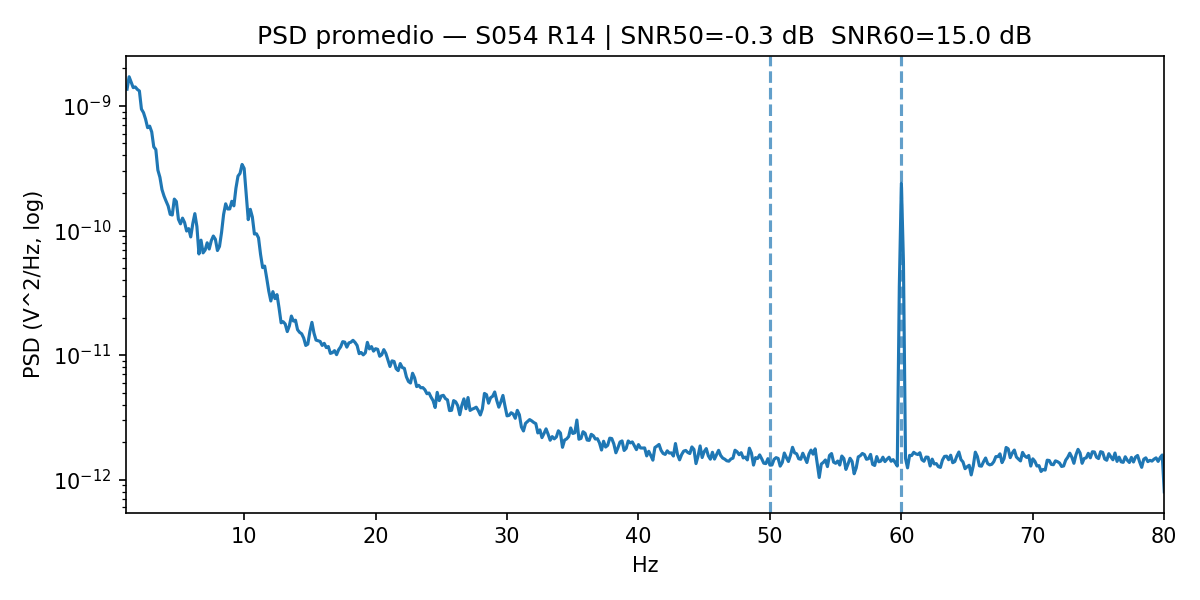 PSD promedio — S054 R14 | SNR50=-0.3 dB  SNR60=15.0 dB
PSD (V^2/Hz, log)
10⁻⁹
10⁻¹⁰
10⁻¹¹
10⁻¹²
10 20 30 40 50 60 70 80
Hz